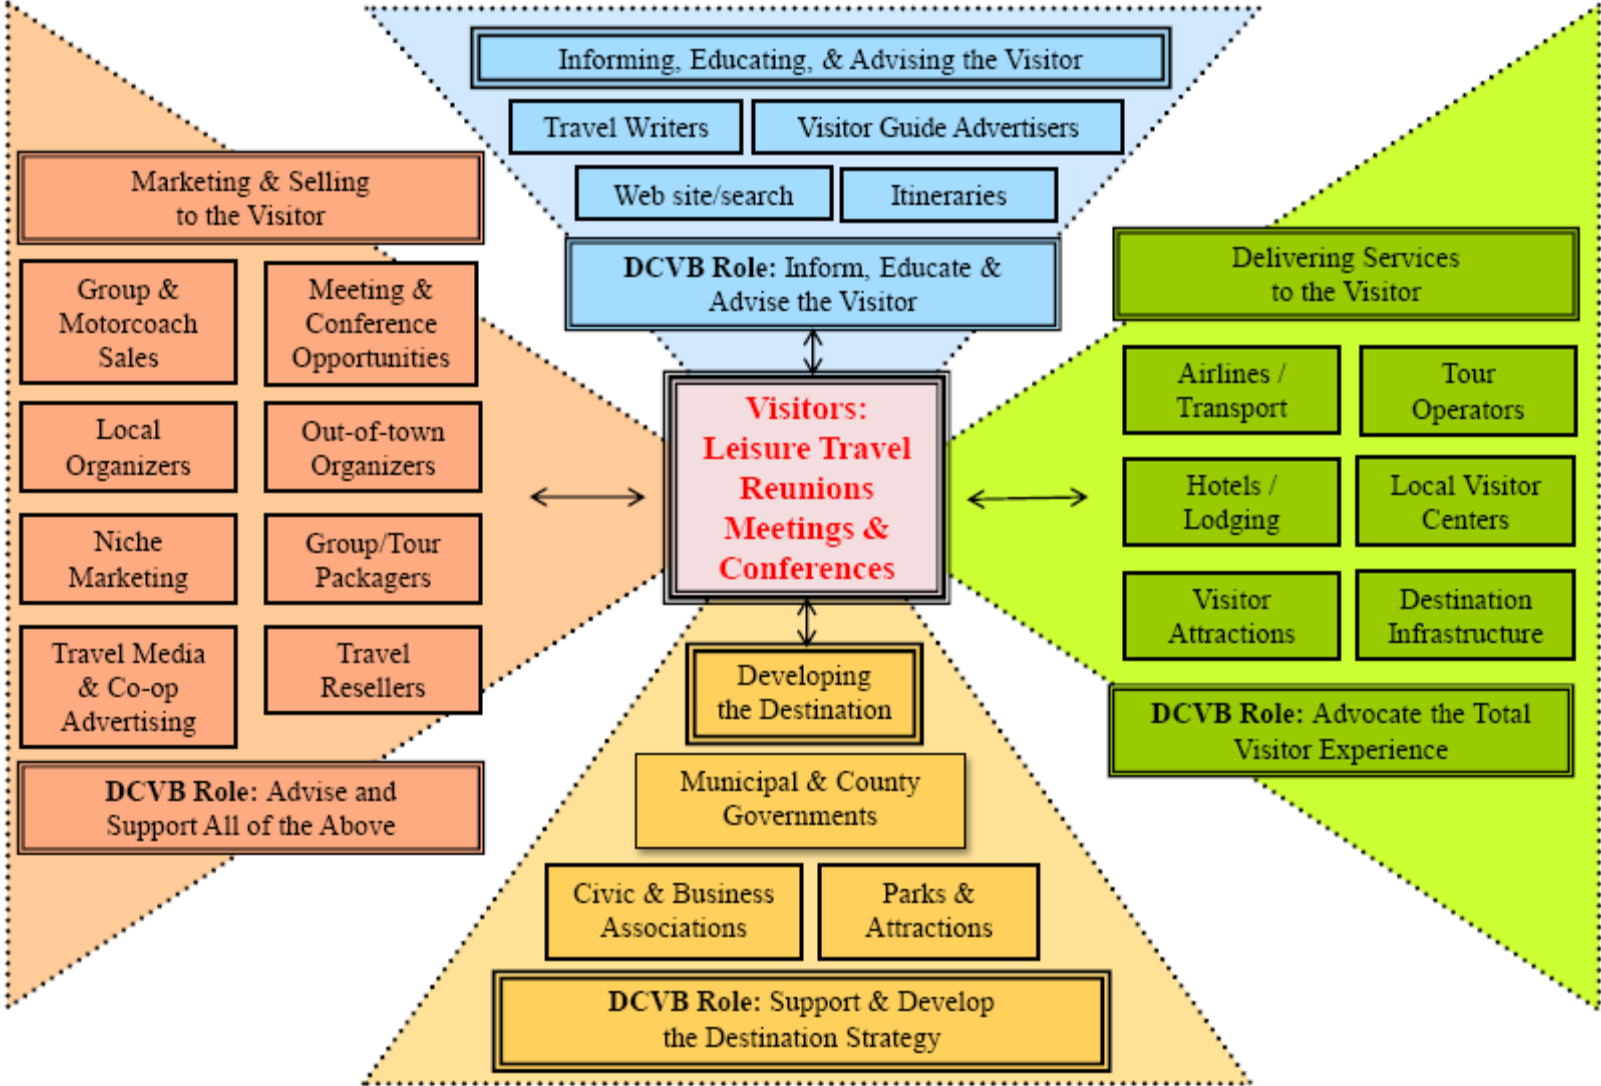 Informing, Educating, & Advising the Visitor
Travel Writers
Visitor Guide Advertisers
Web site/search
Itineraries
DCVB Role: Inform, Educate &
Advise the Visitor
Marketing & Selling
to the Visitor
Group &
Motorcoach
Sales
Meeting &
Conference
Opportunities
Local
Organizers
Out-of-town
Organizers
Niche
Marketing
Group/Tour
Packagers
Travel Media
& Co-op
Advertising
Travel
Resellers
DCVB Role: Advise and
Support All of the Above
Visitors:
Leisure Travel
Reunions
Meetings &
Conferences
Delivering Services
to the Visitor
Airlines /
Transport
Tour
Operators
Hotels /
Lodging
Local Visitor
Centers
Visitor
Attractions
Destination
Infrastructure
DCVB Role: Advocate the Total
Visitor Experience
Developing
the Destination
Municipal & County
Governments
Civic & Business
Associations
Parks &
Attractions
DCVB Role: Support & Develop
the Destination Strategy